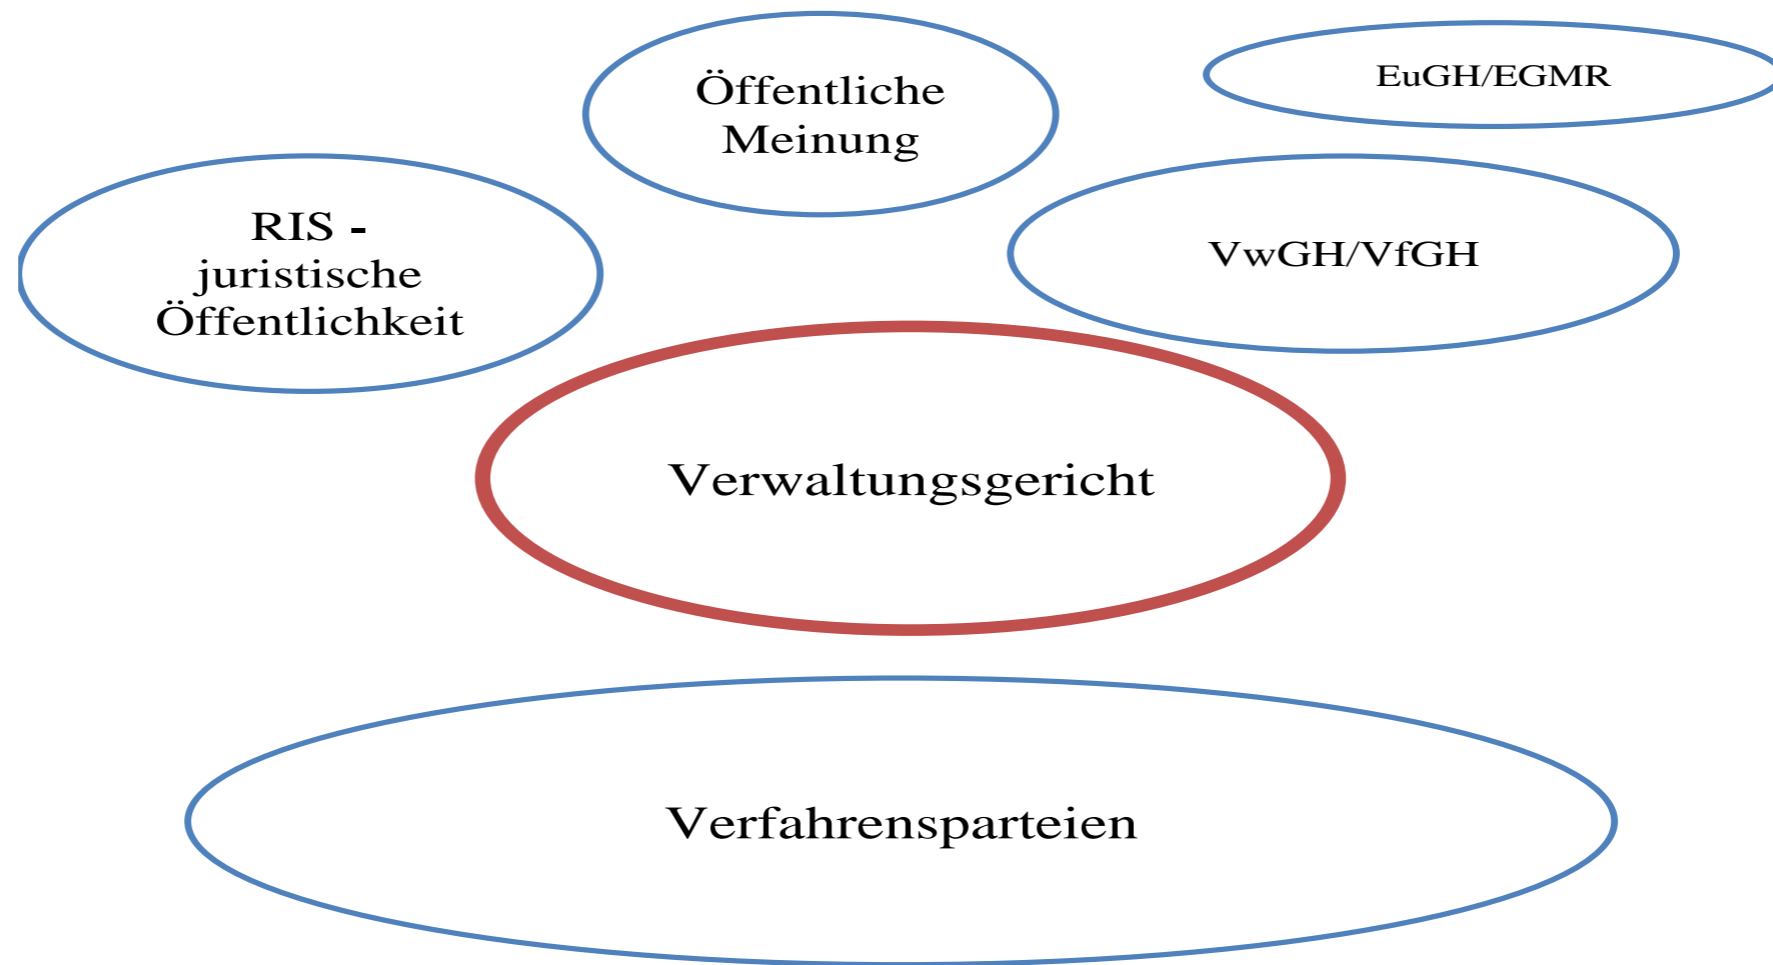 Öffentliche
Meinung
EuGH/EGMR
RIS -
juristische
Öffentlichkeit
VwGH/VfGH
Verwaltungsgericht
Verfahrensparteien